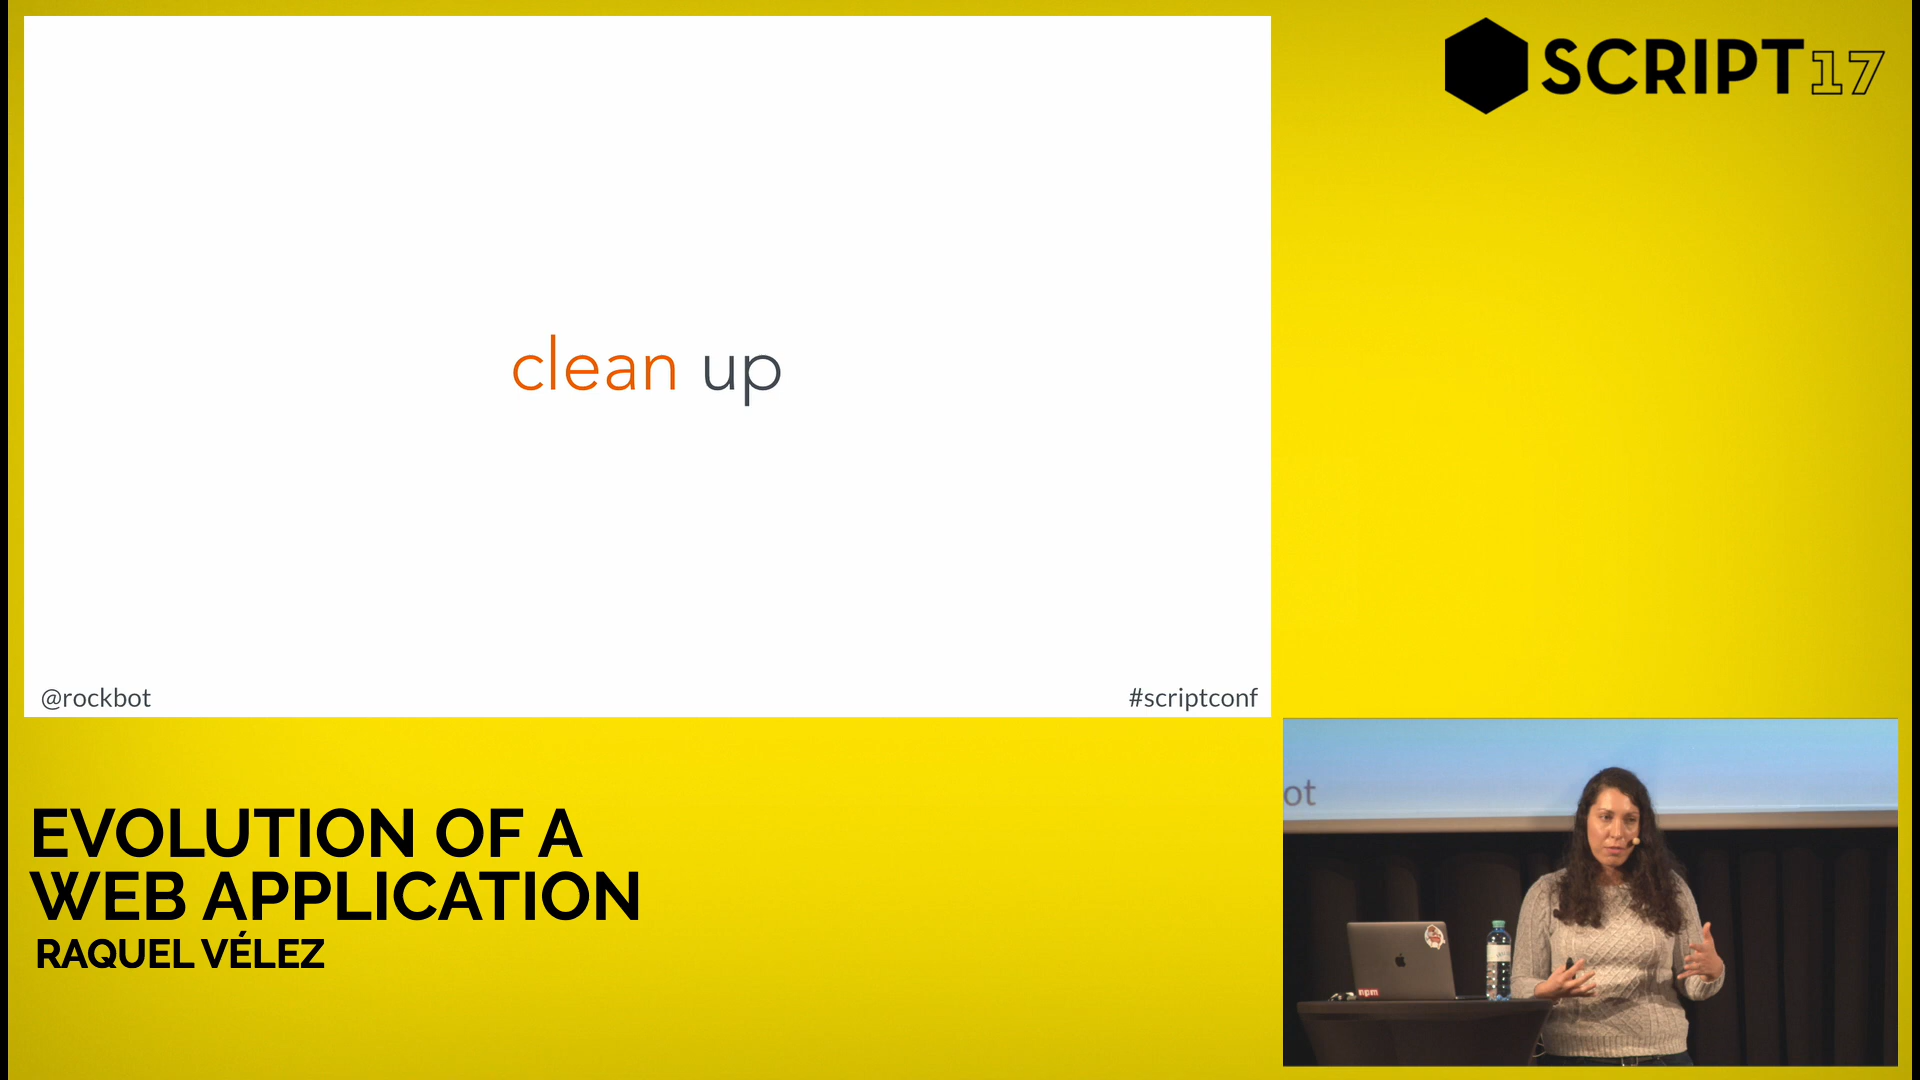 SCRIPT17
clean up
@rockbot
#scriptconf
ot
EVOLUTION OF A
WEB APPLICATION
RAQUEL VÉLEZ
npm